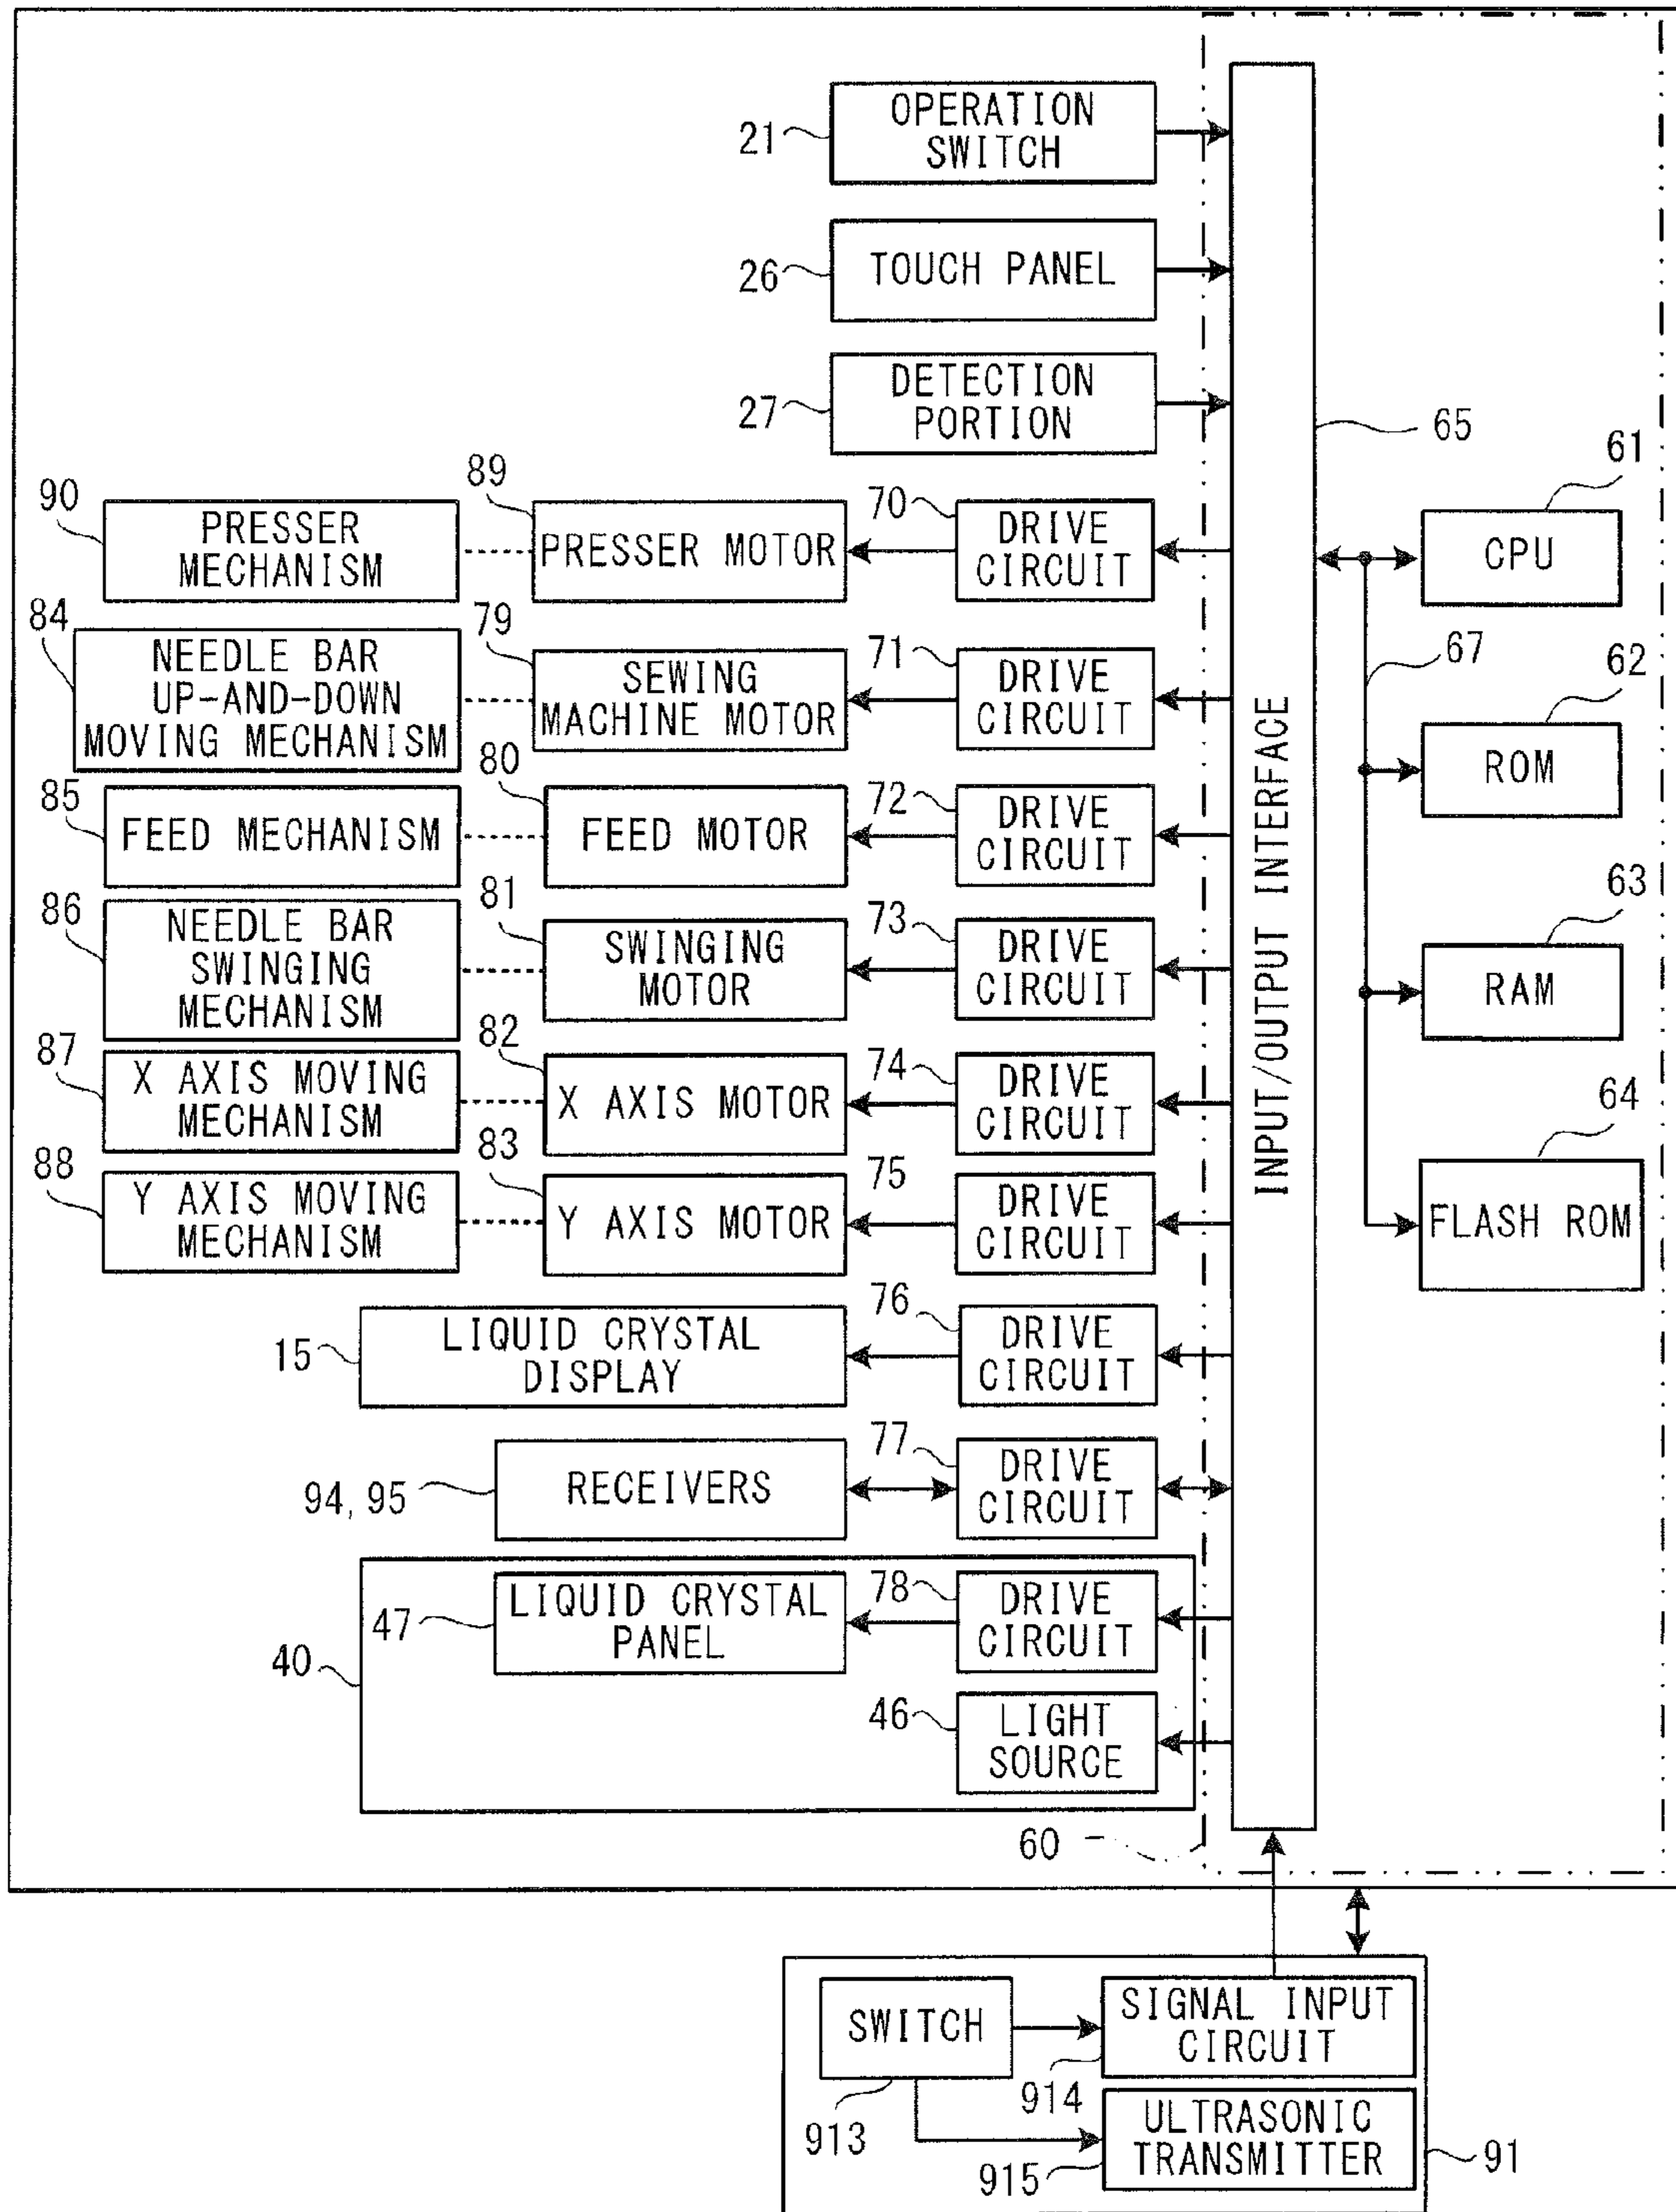 OPERATION
SWITCH
21
TOUCH PANEL
26
DETECTION
PORTION
27
65
61
CPU
90
PRESSER
MECHANISM
89
PRESSER MOTOR
70
DRIVE
CIRCUIT
67
62
ROM
84
NEEDLE BAR
UP-AND-DOWN
MOVING MECHANISM
79
SEWING
MACHINE MOTOR
71
DRIVE
CIRCUIT
INPUT/OUTPUT INTERFACE
85
FEED MECHANISM
80
FEED MOTOR
72
DRIVE
CIRCUIT
63
RAM
86
NEEDLE BAR
SWINGING
MECHANISM
81
SWINGING
MOTOR
73
DRIVE
CIRCUIT
87
X AXIS MOVING
MECHANISM
82
X AXIS MOTOR
74
DRIVE
CIRCUIT
64
FLASH ROM
88
Y AXIS MOVING
MECHANISM
83
Y AXIS MOTOR
75
DRIVE
CIRCUIT
15
LIQUID CRYSTAL
DISPLAY
76
DRIVE
CIRCUIT
94, 95
RECEIVERS
77
DRIVE
CIRCUIT
40
47
LIQUID CRYSTAL
PANEL
78
DRIVE
CIRCUIT
46
LIGHT
SOURCE
60
SWITCH
913
SIGNAL INPUT
CIRCUIT
914
ULTRASONIC
TRANSMITTER
915
91